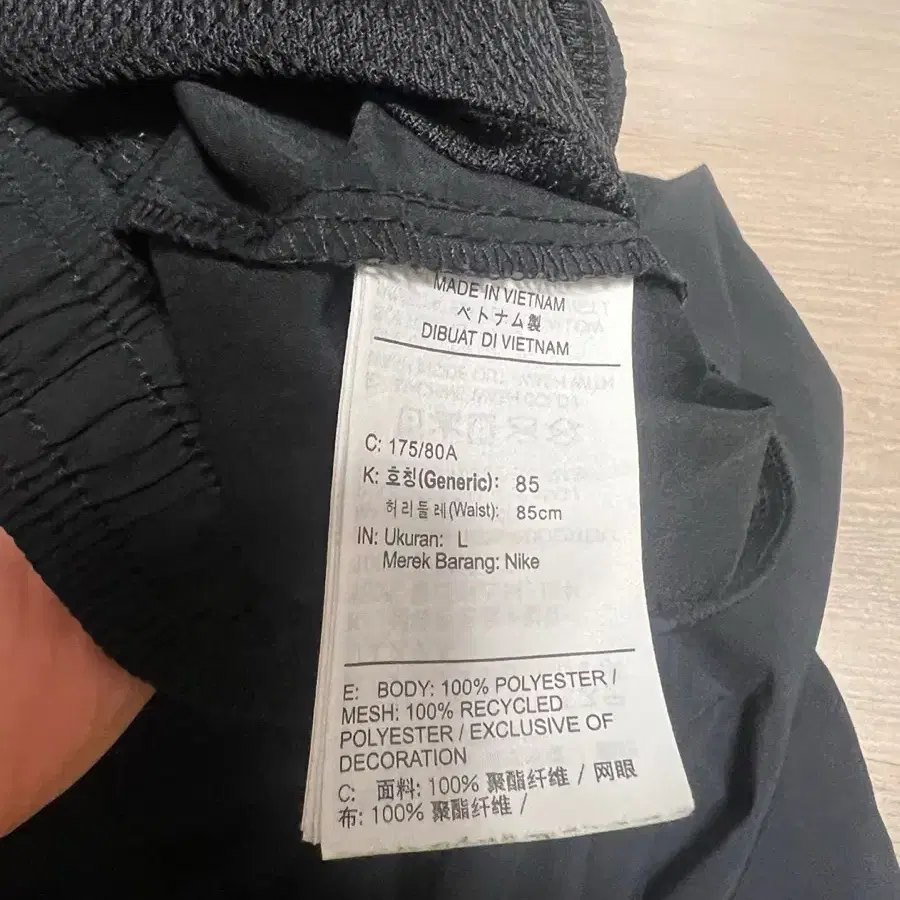 MADE IN VIETNAM
ベトナム製
DIBUAT DI VIETNAM
C: 175/80A
K: 호칭(Generic): 85
허리둘레(Waist): 85cm
IN: Ukuran: L
Merek Barang: Nike
E: BODY: 100% POLYESTER /
MESH: 100% RECYCLED
POLYESTER / EXCLUSIVE OF
DECORATION
C: 面料: 100% 聚酯纤维 / 网眼
布: 100% 聚酯纤维 /